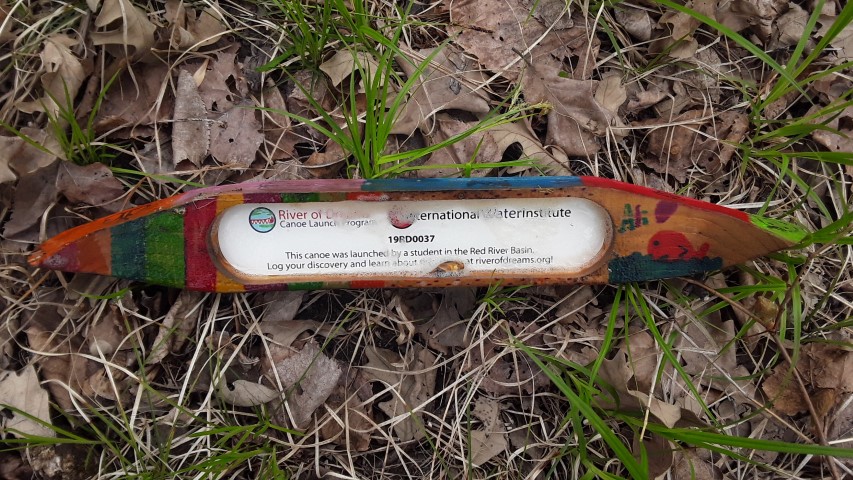 River of International Water Institute
Canoe Launch Program
19RD0037
This canoe was launched by a student in the Red River Basin.
Log your discovery and learn about at riverofdreams.org!